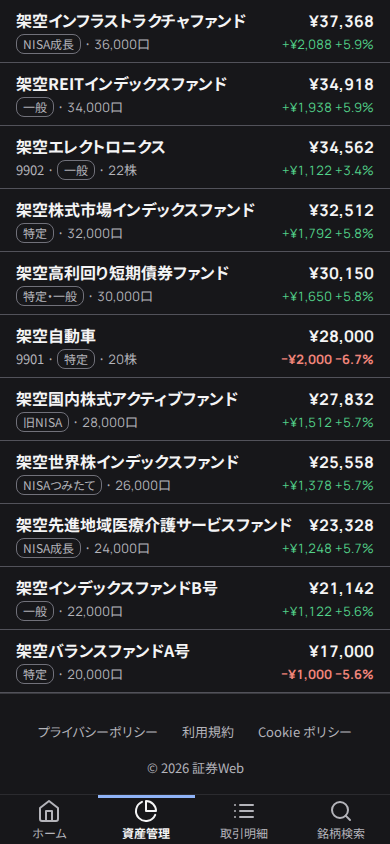 架空インフラストラクチャファンド ¥37,368
NISA成長 · 36,000口 +¥2,088 +5.9%
架空REITインデックスファンド ¥34,918
一般 · 34,000口 +¥1,938 +5.9%
架空エレクトロニクス ¥34,562
9902 · 一般 · 22株 +¥1,122 +3.4%
架空株式市場インデックスファンド ¥32,512
特定 · 32,000口 +¥1,792 +5.8%
架空高利回り短期債券ファンド ¥30,150
特定・一般 · 30,000口 +¥1,650 +5.8%
架空自動車 ¥28,000
9901 · 特定 · 20株 −¥2,000 −6.7%
架空国内株式アクティブファンド ¥27,832
旧NISA · 28,000口 +¥1,512 +5.7%
架空世界株インデックスファンド ¥25,558
NISAつみたて · 26,000口 +¥1,378 +5.7%
架空先進地域医療介護サービスファンド ¥23,328
NISA成長 · 24,000口 +¥1,248 +5.7%
架空インデックスファンドB号 ¥21,142
一般 · 22,000口 +¥1,122 +5.6%
架空バランスファンドA号 ¥17,000
特定 · 20,000口 −¥1,000 −5.6%
プライバシーポリシー 利用規約 Cookie ポリシー
© 2026 証券Web
ホーム 資産管理 取引明細 銘柄検索